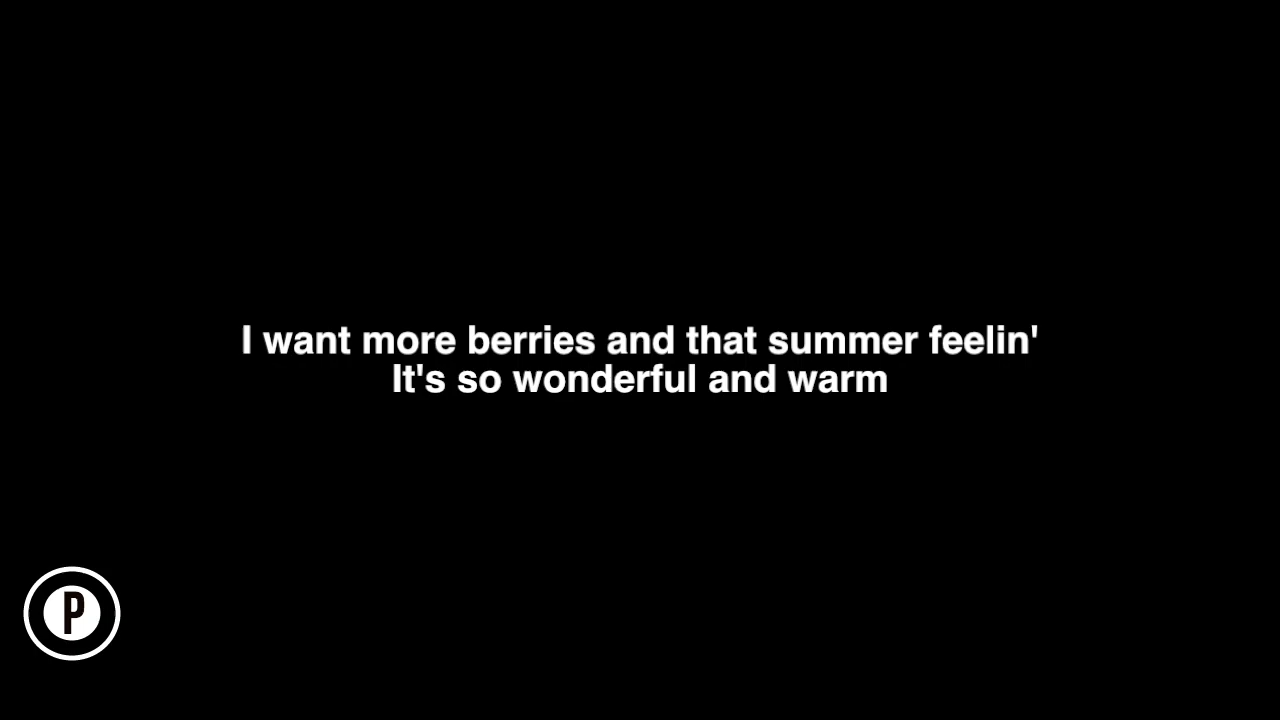 I want more berries and that summer feelin'
It's so wonderful and warm
P